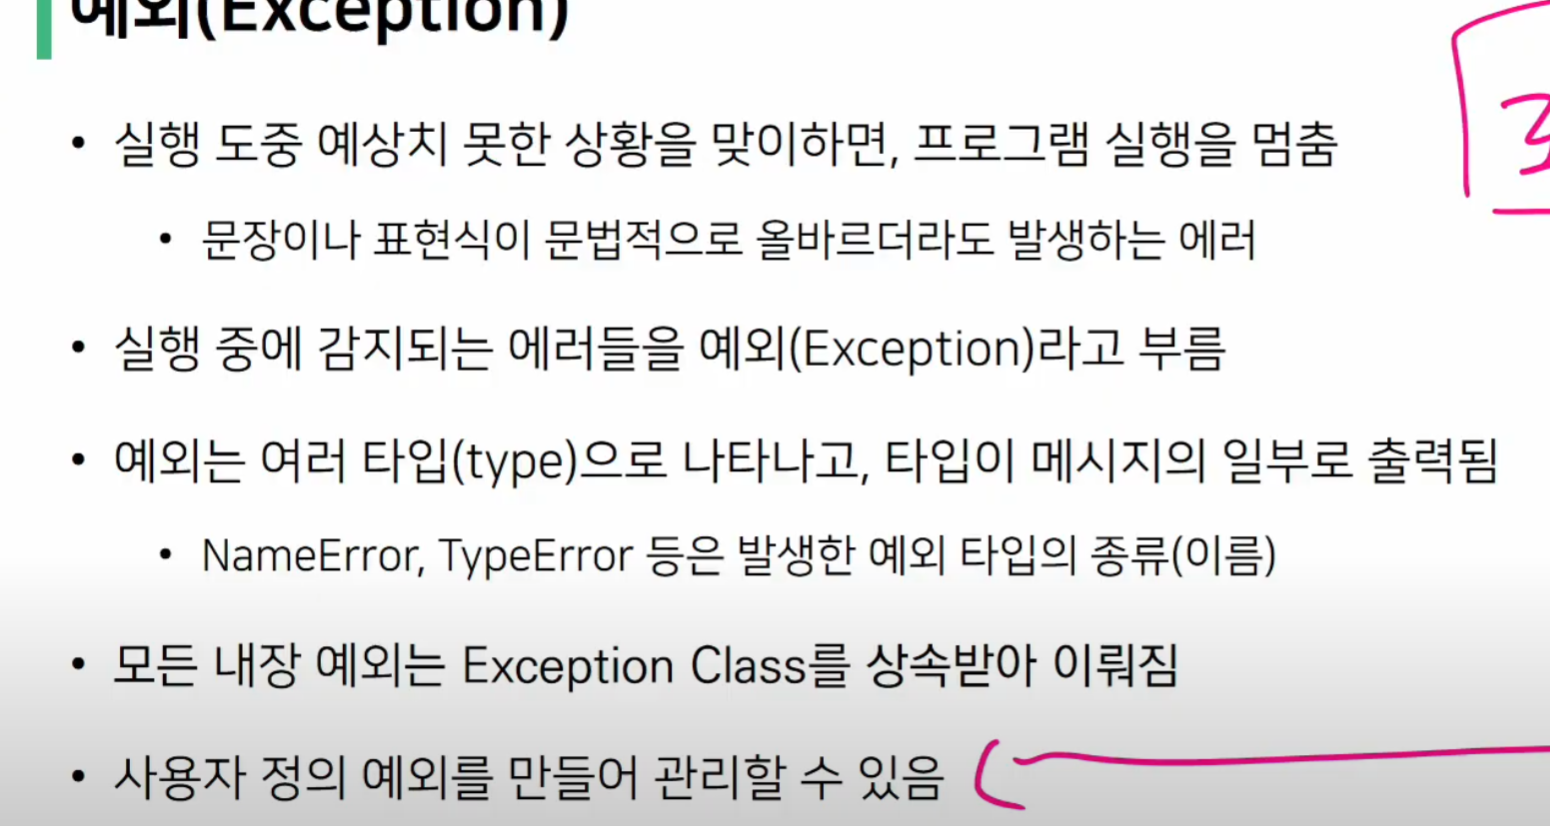 예외(Exception)
• 실행 도중 예상치 못한 상황을 맞이하면, 프로그램 실행을 멈춤
• 문장이나 표현식이 문법적으로 올바르더라도 발생하는 에러
• 실행 중에 감지되는 에러들을 예외(Exception)라고 부름
• 예외는 여러 타입(type)으로 나타나고, 타입이 메시지의 일부로 출력됨
• NameError, TypeError 등은 발생한 예외 타입의 종류(이름)
• 모든 내장 예외는 Exception Class를 상속받아 이뤄짐
• 사용자 정의 예외를 만들어 관리할 수 있음